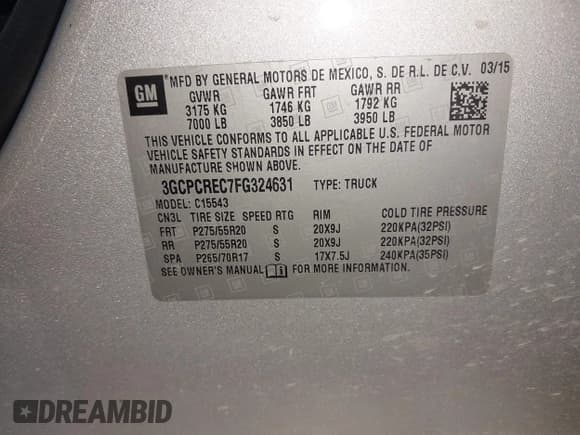 GM
MFD BY GENERAL MOTORS DE MEXICO, S. DE R.L. DE C.V. 03/15
GVWR GAWR FRT GAWR RR
3175 KG 1746 KG 1792 KG
7000 LB 3850 LB 3950 LB
THIS VEHICLE CONFORMS TO ALL APPLICABLE U.S. FEDERAL MOTOR
VEHICLE SAFETY STANDARDS IN EFFECT ON THE DATE OF
MANUFACTURE SHOWN ABOVE.
3GCPCREC7FG324631 TYPE: TRUCK
MODEL: C15543
CN3L TIRE SIZE SPEED RTG RIM COLD TIRE PRESSURE
FRT P275/55R20 S 20X9J 220KPA(32PSI)
RR P275/55R20 S 20X9J 220KPA(32PSI)
SPA P265/70R17 S 17X7.5J 240KPA(35PSI)
SEE OWNER'S MANUAL FOR MORE INFORMATION.
DREAMBID